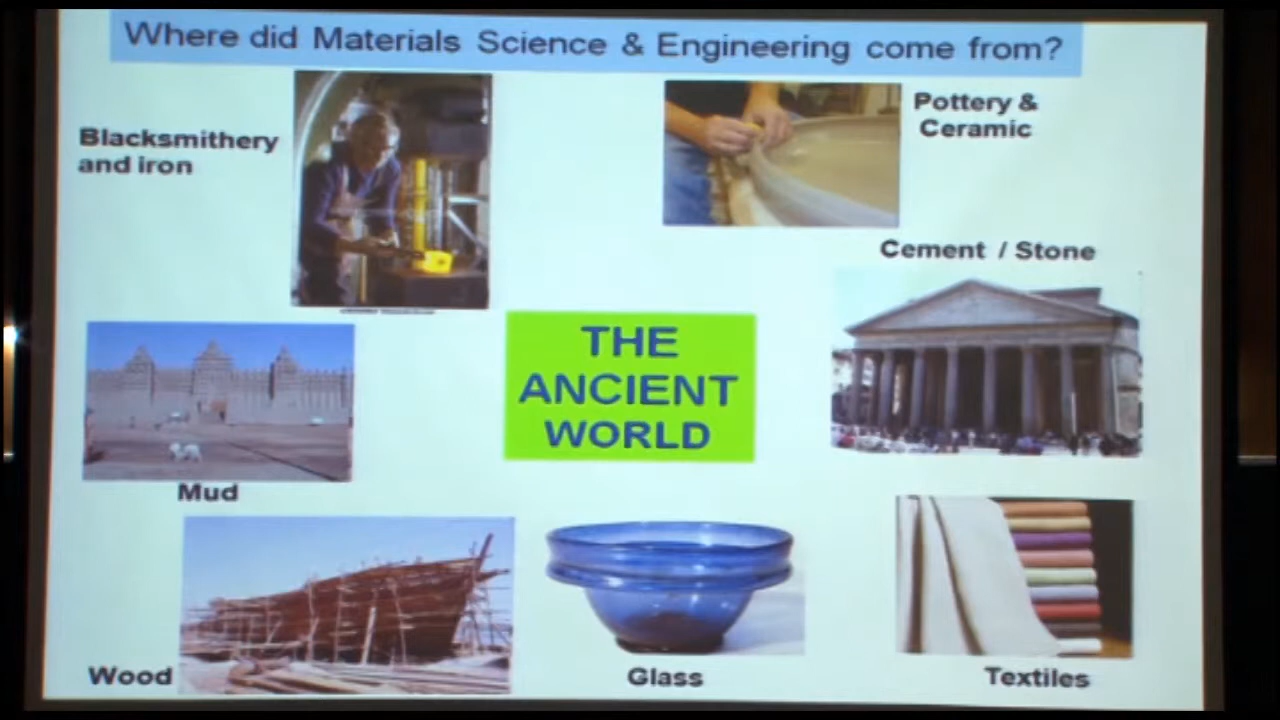 Where did Materials Science & Engineering come from?
Blacksmithery
and iron
Pottery &
Ceramic
Cement / Stone
THE
ANCIENT
WORLD
Mud
Wood
Glass
Textiles